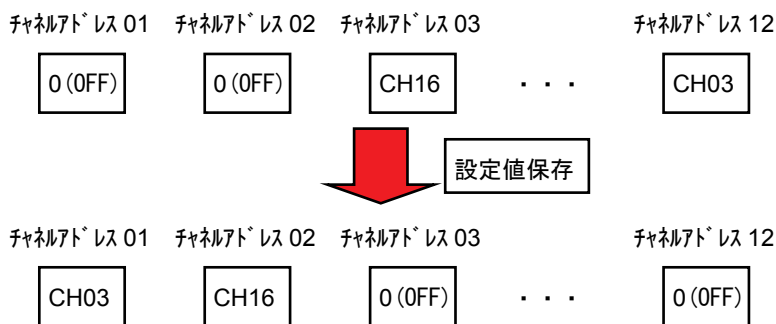 ﾁｬﾈﾙｱﾄﾞﾚｽ 01 ﾁｬﾈﾙｱﾄﾞﾚｽ 02 ﾁｬﾈﾙｱﾄﾞﾚｽ 03 ﾁｬﾈﾙｱﾄﾞﾚｽ 12
0(OFF) 0(OFF) CH16 ・・・ CH03
設定値保存
ﾁｬﾈﾙｱﾄﾞﾚｽ 01 ﾁｬﾈﾙｱﾄﾞﾚｽ 02 ﾁｬﾈﾙｱﾄﾞﾚｽ 03 ﾁｬﾈﾙｱﾄﾞﾚｽ 12
CH03 CH16 0(OFF) ・・・ 0(OFF)